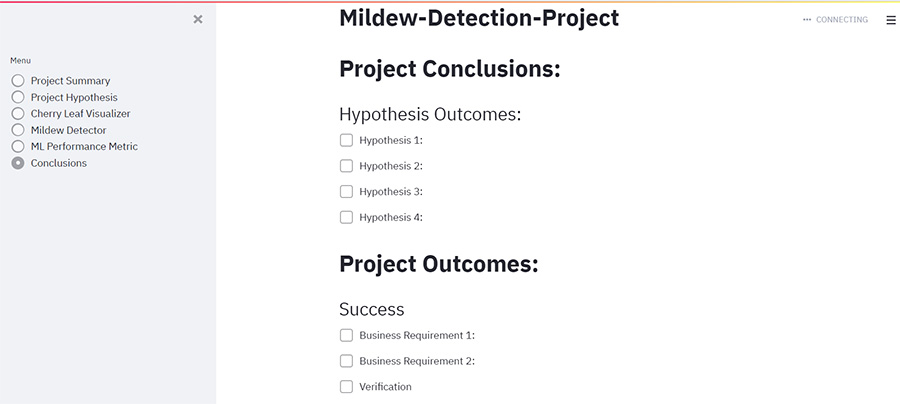 Mildew-Detection-Project
CONNECTING
Menu
Project Summary
Project Hypothesis
Cherry Leaf Visualizer
Mildew Detector
ML Performance Metric
Conclusions
Project Conclusions:
Hypothesis Outcomes:
Hypothesis 1:
Hypothesis 2:
Hypothesis 3:
Hypothesis 4:
Project Outcomes:
Success
Business Requirement 1:
Business Requirement 2:
Verification